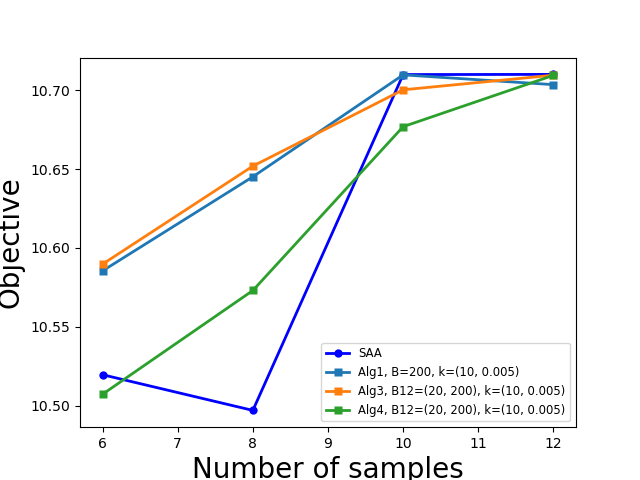 10.70
10.65
10.60
10.55
10.50
Objective
SAA
Alg1, B=200, k=(10, 0.005)
Alg3, B12=(20, 200), k=(10, 0.005)
Alg4, B12=(20, 200), k=(10, 0.005)
6 7 8 9 10 11 12
Number of samples